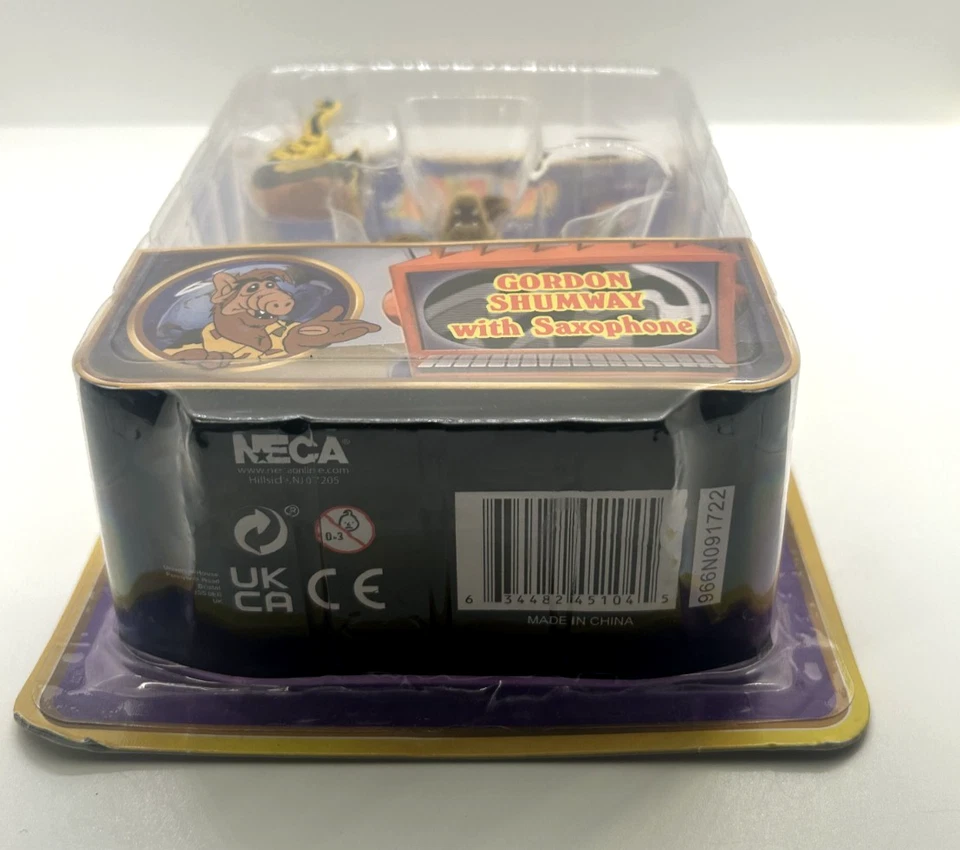 GORDON
SHUMWAY
with Saxophone
NECA®
www.necaonline.com
Hillside, NJ 07205
®
0-3
UK
CA
CE
6 34482 45104 5
MADE IN CHINA
966N091722